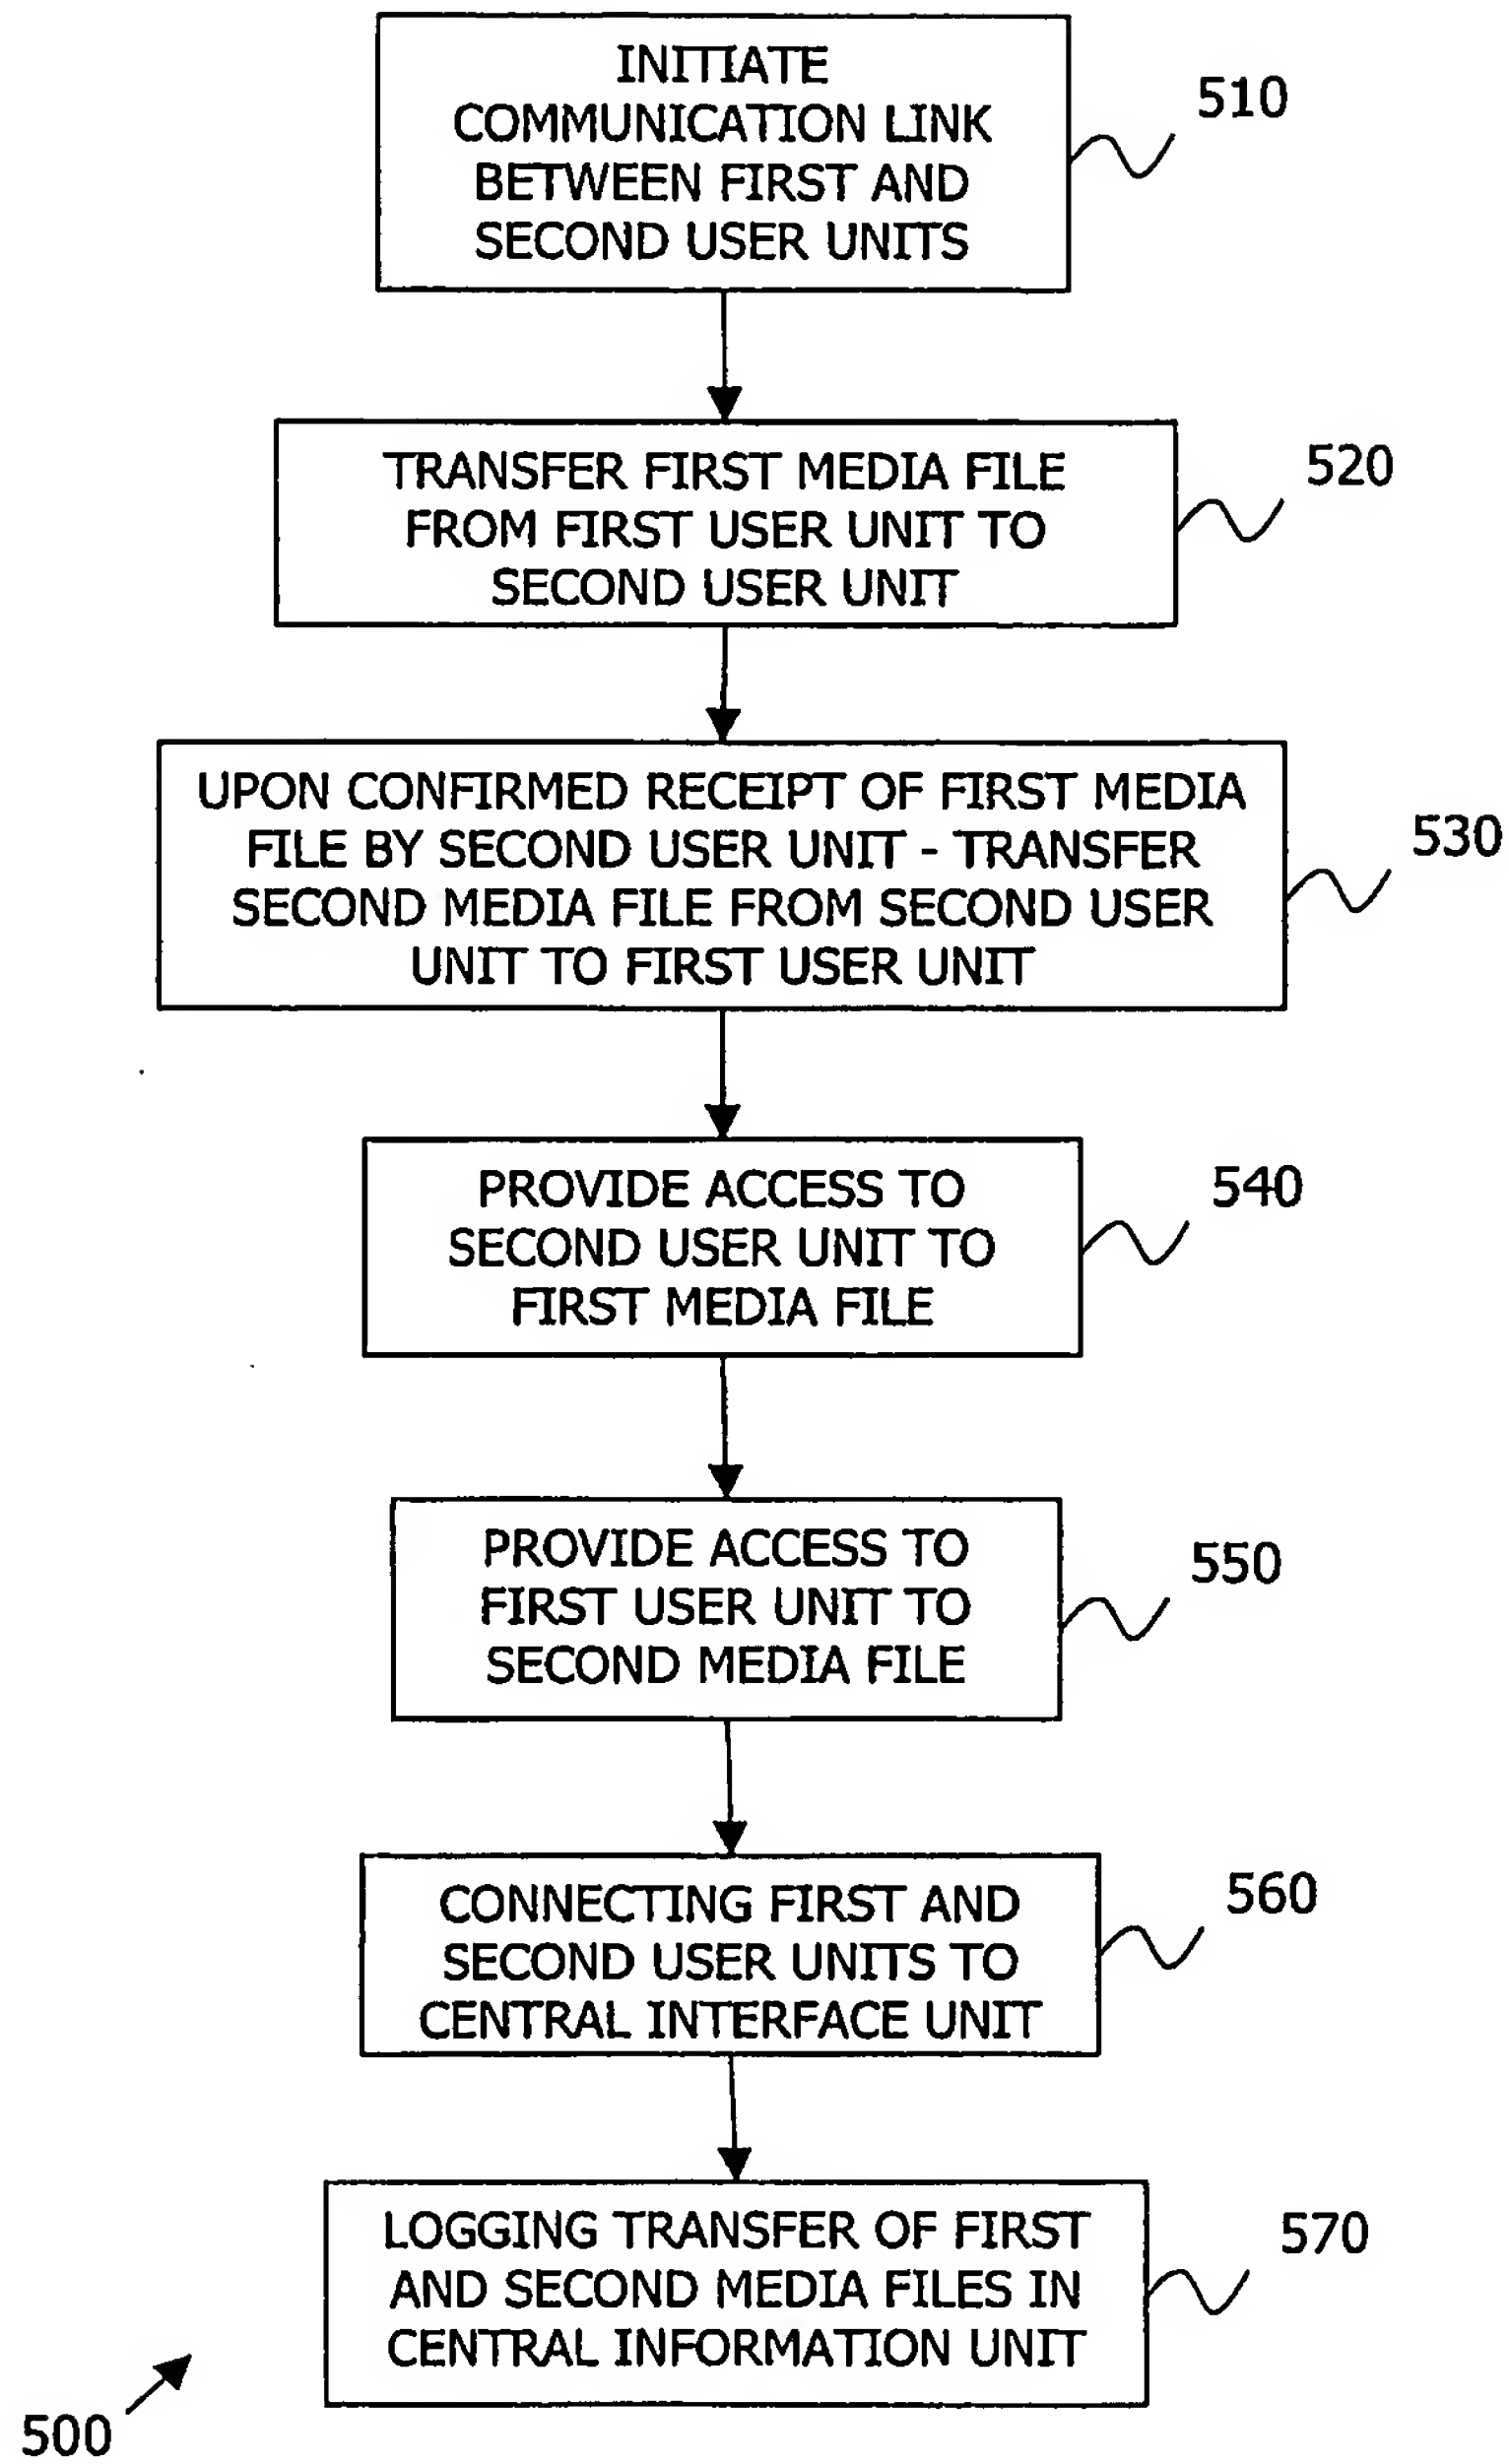 INITIATE
COMMUNICATION LINK
BETWEEN FIRST AND
SECOND USER UNITS
510
TRANSFER FIRST MEDIA FILE
FROM FIRST USER UNIT TO
SECOND USER UNIT
520
UPON CONFIRMED RECEIPT OF FIRST MEDIA
FILE BY SECOND USER UNIT - TRANSFER
SECOND MEDIA FILE FROM SECOND USER
UNIT TO FIRST USER UNIT
530
PROVIDE ACCESS TO
SECOND USER UNIT TO
FIRST MEDIA FILE
540
PROVIDE ACCESS TO
FIRST USER UNIT TO
SECOND MEDIA FILE
550
CONNECTING FIRST AND
SECOND USER UNITS TO
CENTRAL INTERFACE UNIT
560
LOGGING TRANSFER OF FIRST
AND SECOND MEDIA FILES IN
CENTRAL INFORMATION UNIT
570
500